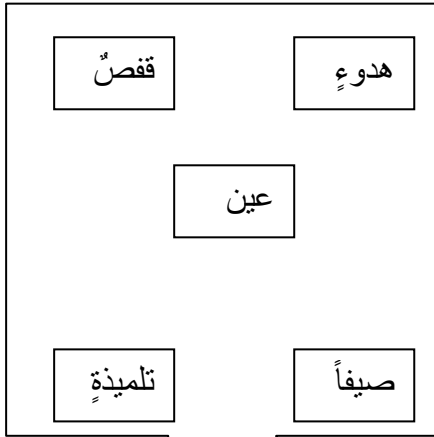 هدوءٍ
قفصٌ
عين
صيفاً
تلميذةٍ